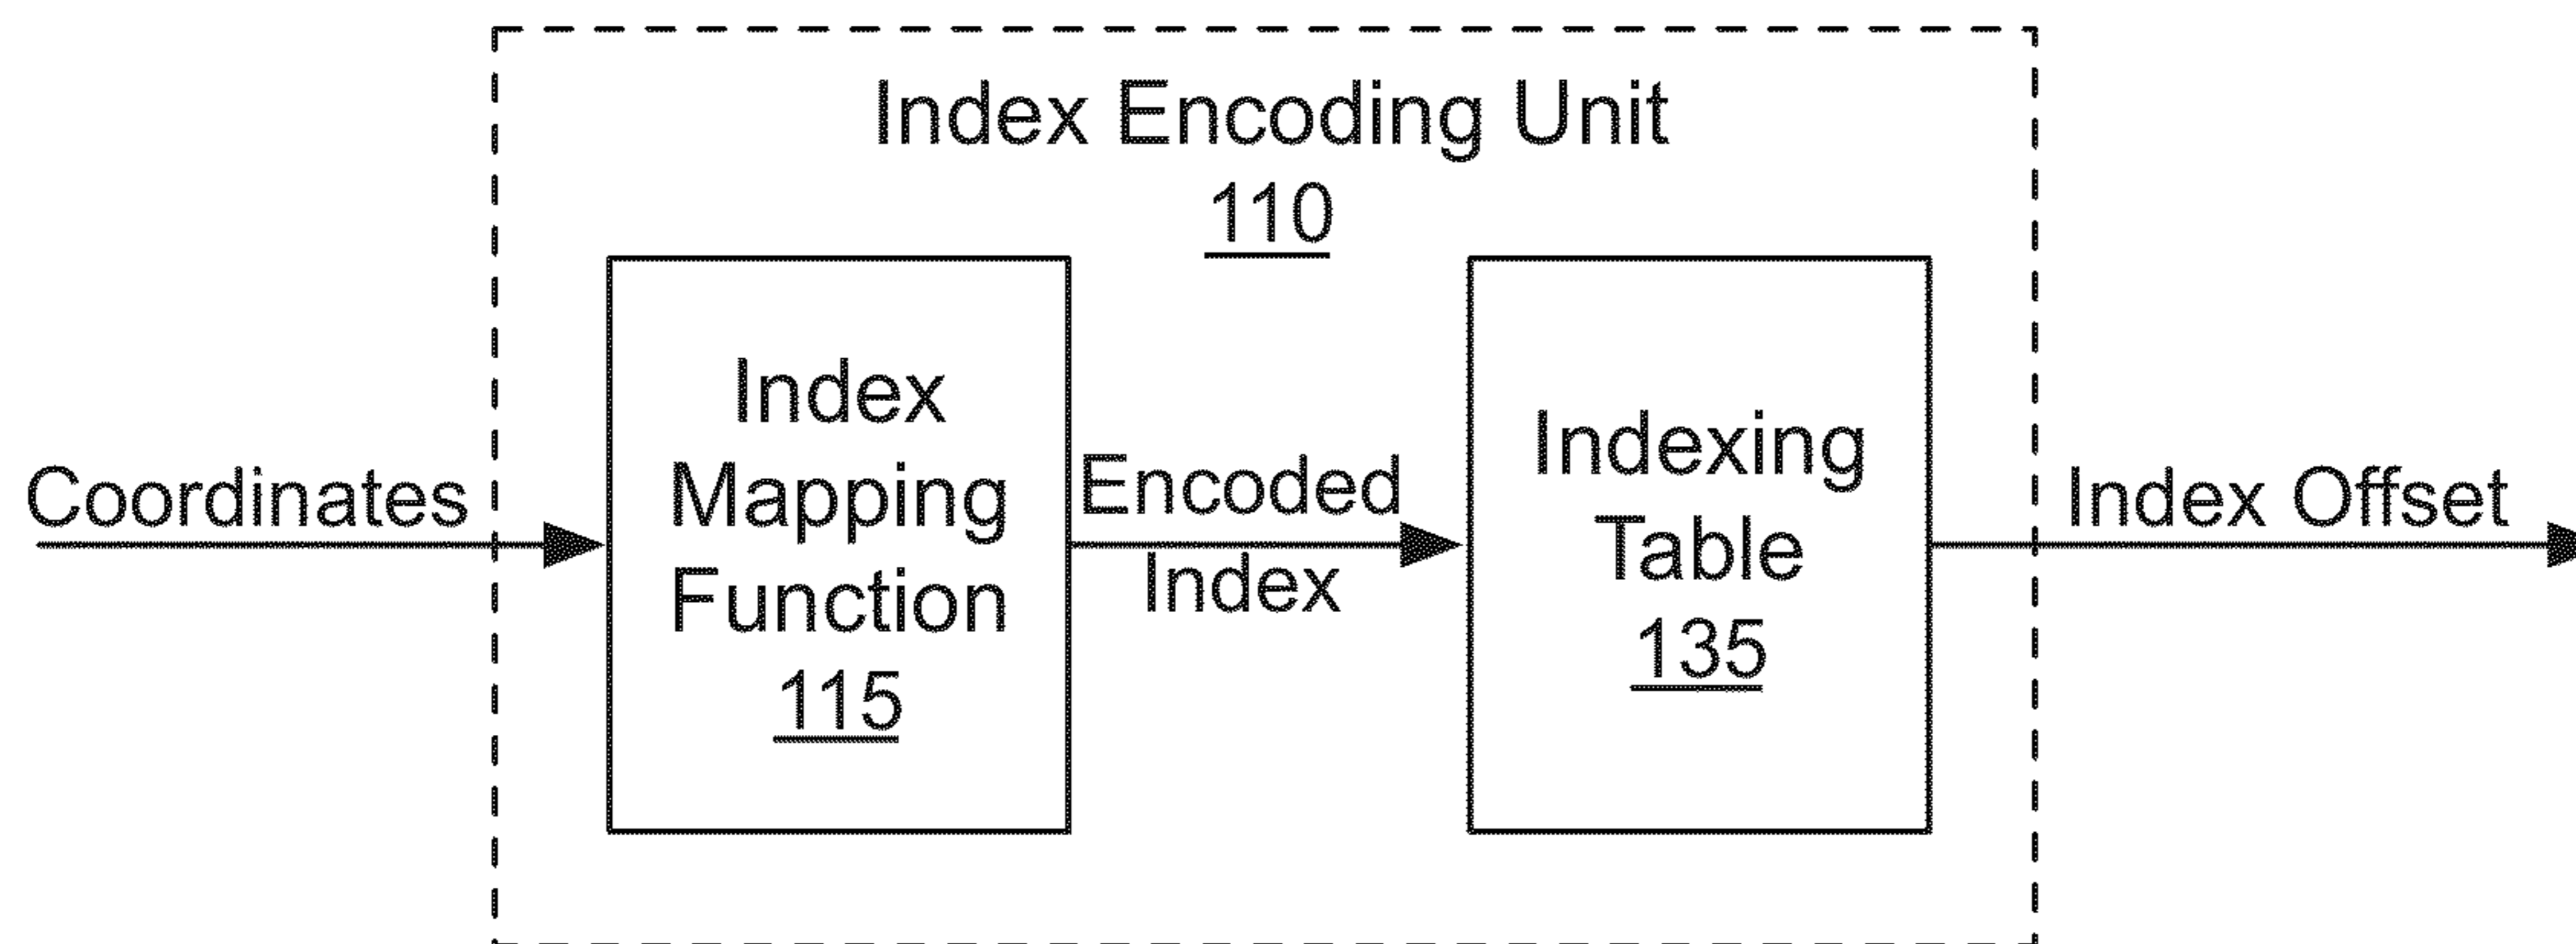 Index Encoding Unit
110
Coordinates
Index
Mapping
Function
115
Encoded
Index
Indexing
Table
135
Index Offset